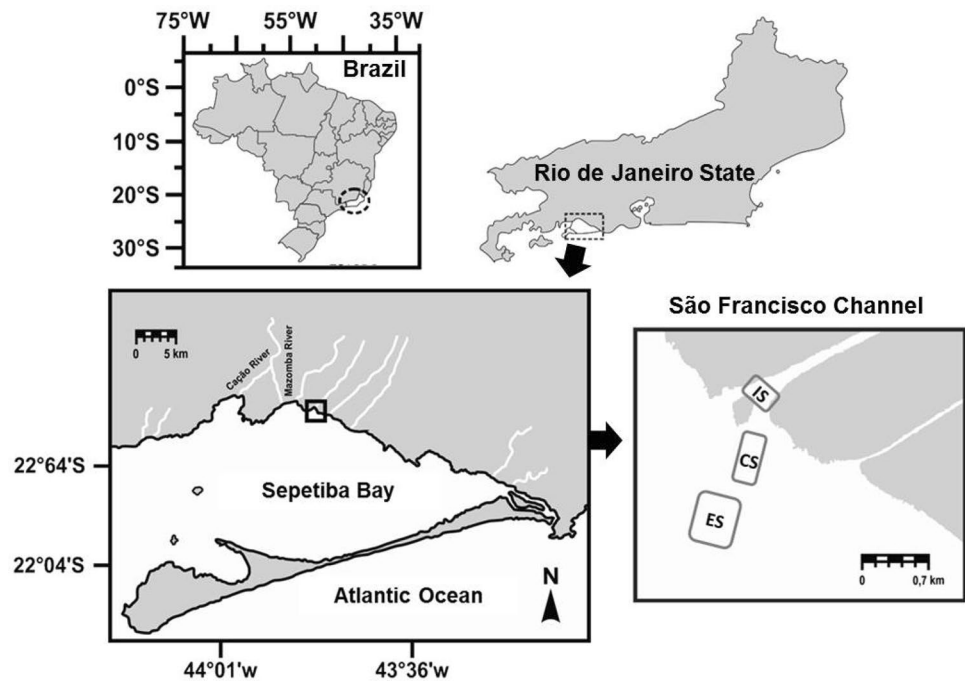 75°W 55°W 35°W
Brazil
0°S
10°S
20°S
30°S
Rio de Janeiro State
São Francisco Channel
0 5 km
Cação River
Mazomba River
22°64'S
Sepetiba Bay
22°04'S
Atlantic Ocean
N
44°01'w 43°36'w
IS
CS
ES
0 0,7 km